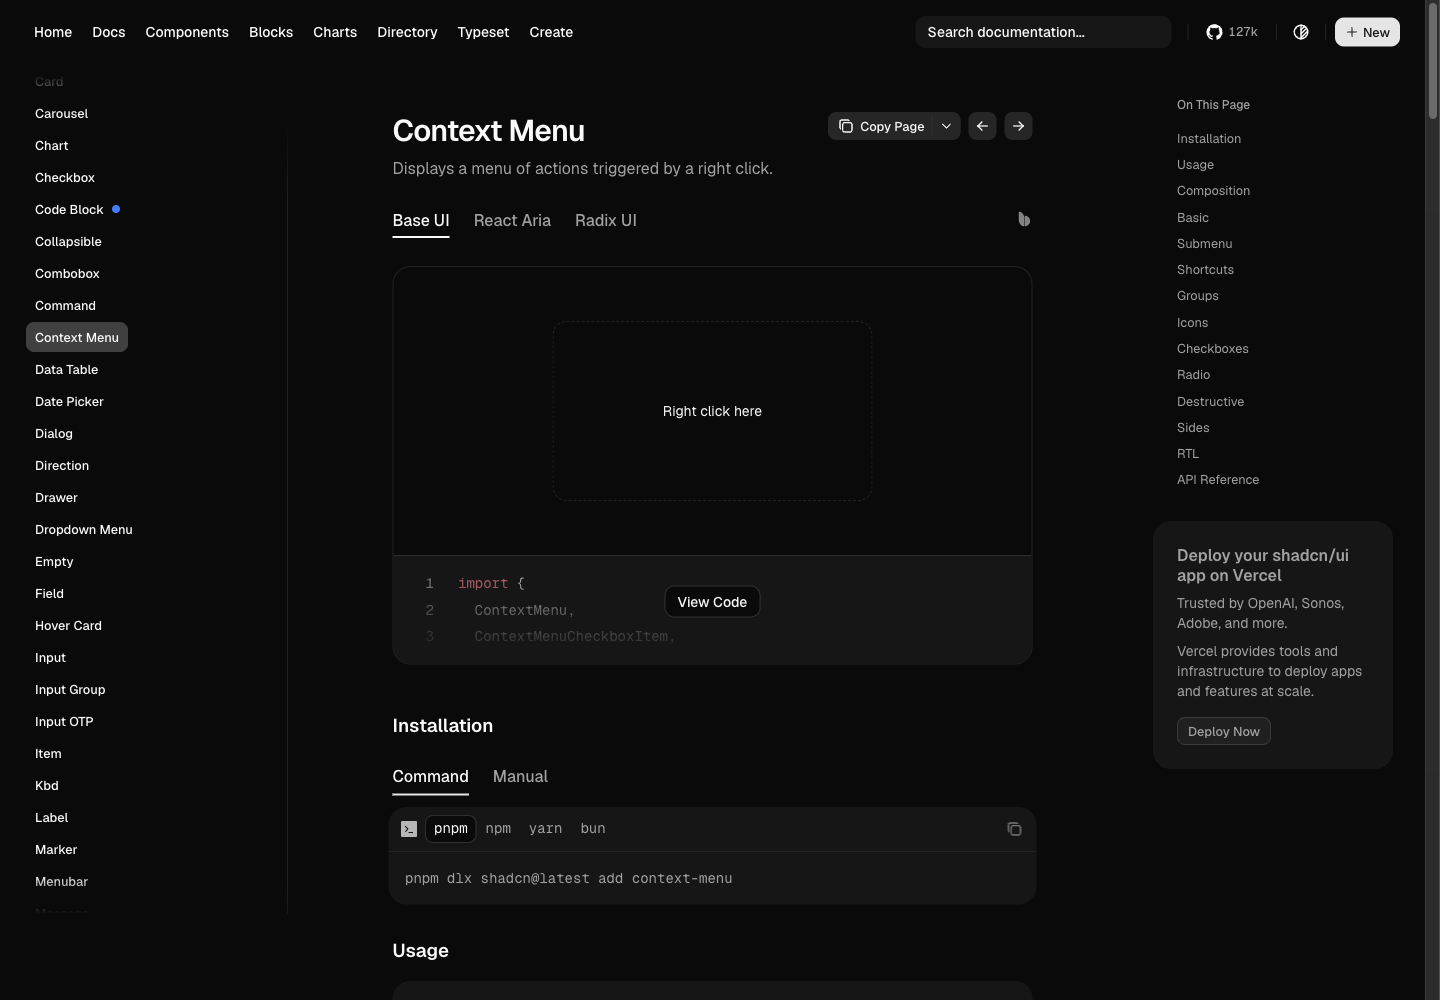 Home Docs Components Blocks Charts Directory Typeset Create
Search documentation...
127k
New
Card
Carousel
Chart
Checkbox
Code Block
Collapsible
Combobox
Command
Context Menu
Data Table
Date Picker
Dialog
Direction
Drawer
Dropdown Menu
Empty
Field
Hover Card
Input
Input Group
Input OTP
Item
Kbd
Label
Marker
Menubar
Context Menu
Copy Page
Displays a menu of actions triggered by a right click.
Base UI React Aria Radix UI
Right click here
1 import {
2 ContextMenu,
3 ContextMenuCheckboxItem,
View Code
Installation
Command Manual
pnpm npm yarn bun
pnpm dlx shadcn@latest add context-menu
Usage
On This Page
Installation
Usage
Composition
Basic
Submenu
Shortcuts
Groups
Icons
Checkboxes
Radio
Destructive
Sides
RTL
API Reference
Deploy your shadcn/ui
app on Vercel
Trusted by OpenAI, Sonos,
Adobe, and more.
Vercel provides tools and
infrastructure to deploy apps
and features at scale.
Deploy Now